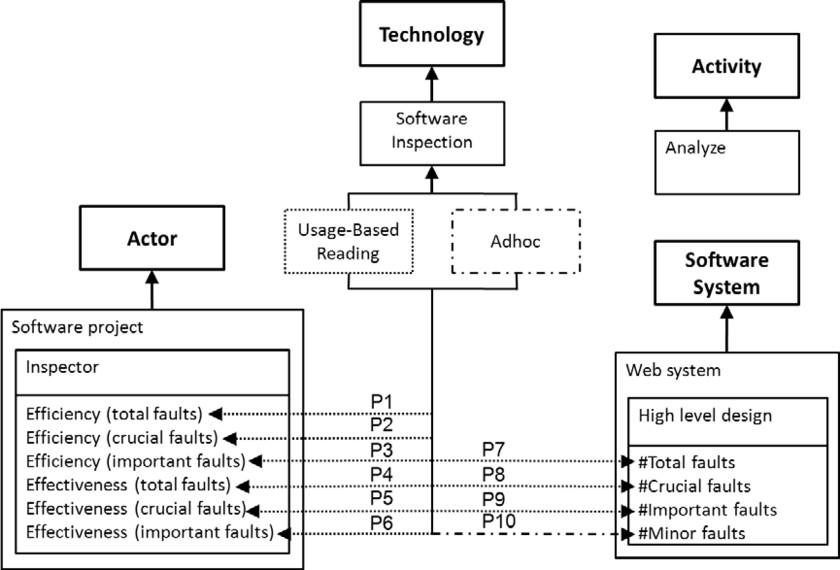 Technology
Software
Inspection
Activity
Analyze
Usage-Based
Reading
Adhoc
Actor
Software
System
Software project
Inspector
Efficiency (total faults)
Efficiency (crucial faults)
Efficiency (important faults)
Effectiveness (total faults)
Effectiveness (crucial faults)
Effectiveness (important faults)
P1
P2
P3
P4
P5
P6
P7
P8
P9
P10
Web system
High level design
#Total faults
#Crucial faults
#Important faults
#Minor faults